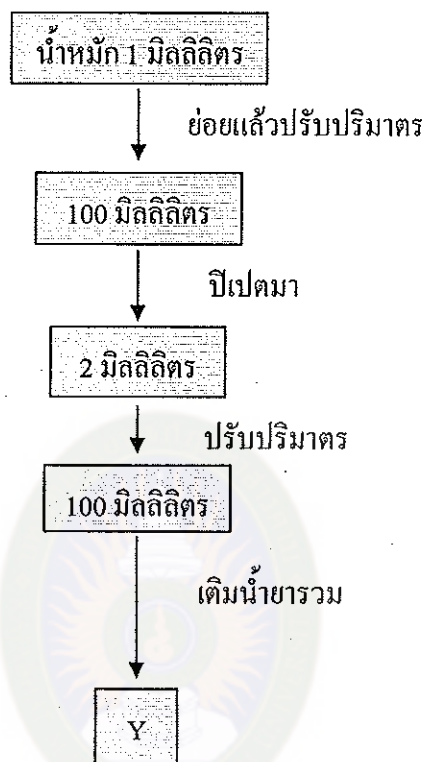 น้ำหมัก 1 มิลลิลิตร
ย่อยแล้วปรับปริมาตร
100 มิลลิลิตร
ปิเปตมา
2 มิลลิลิตร
ปรับปริมาตร
100 มิลลิลิตร
เติมน้ำยารวม
Y